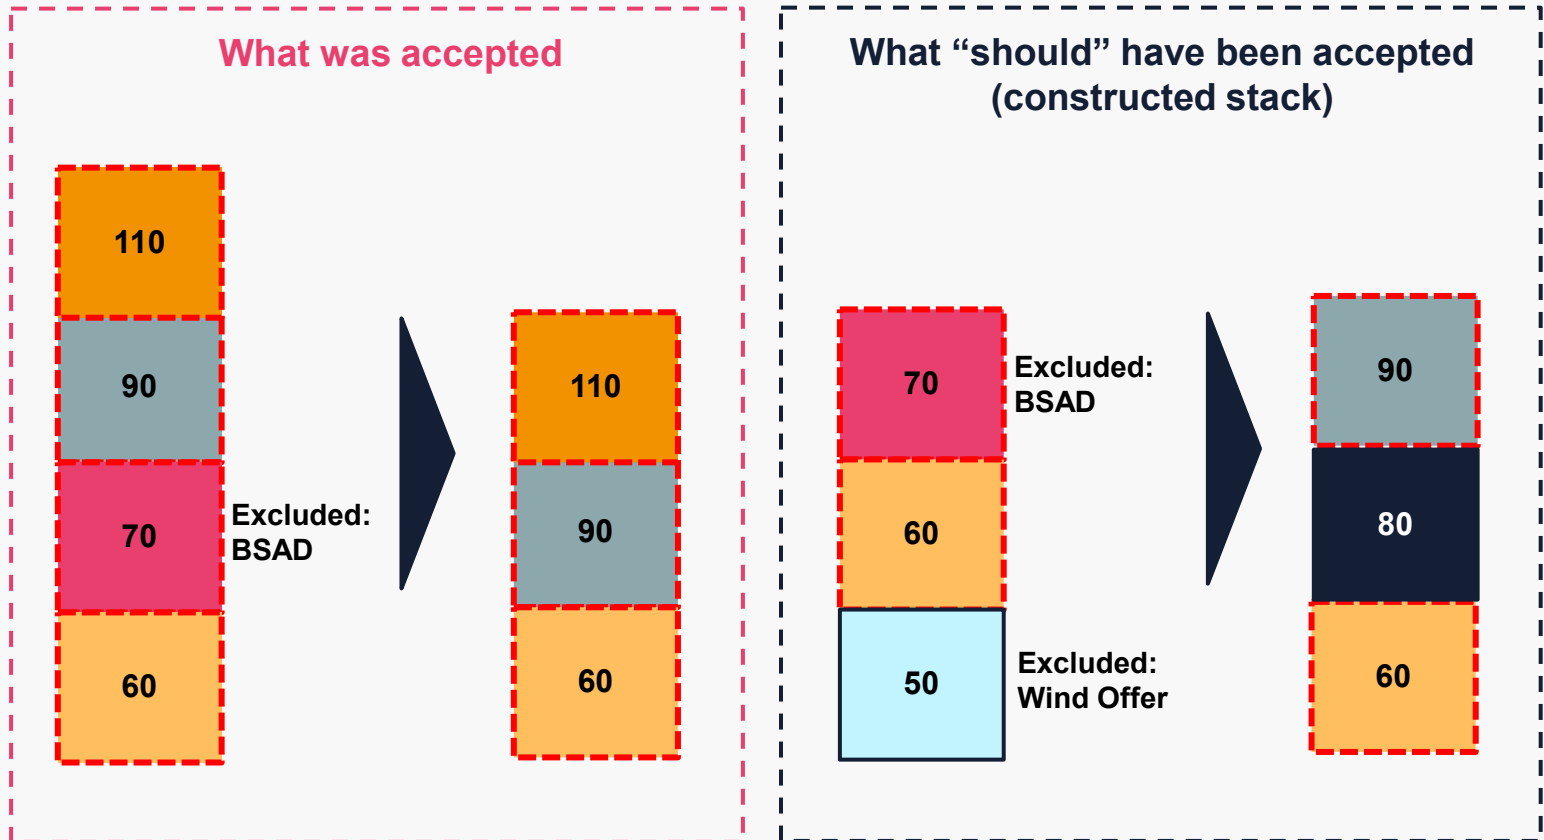 What was accepted
110
90
70
Excluded:
BSAD
60
110
90
60
What “should” have been accepted
(constructed stack)
70
Excluded:
BSAD
60
50
Excluded:
Wind Offer
90
80
60